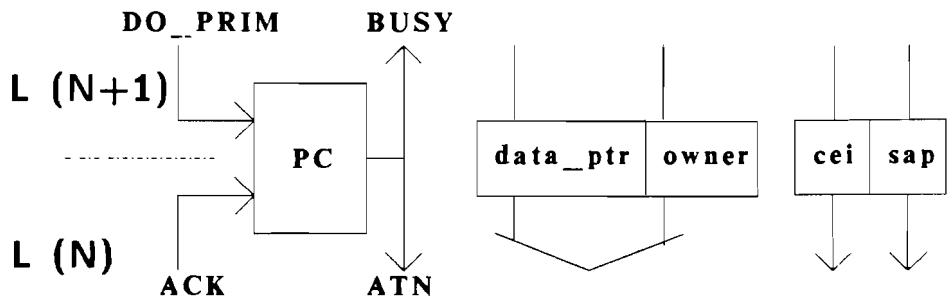 DO_PRIM BUSY
L (N+1)
PC data_ptr owner cei sap
L (N)
ACK ATN